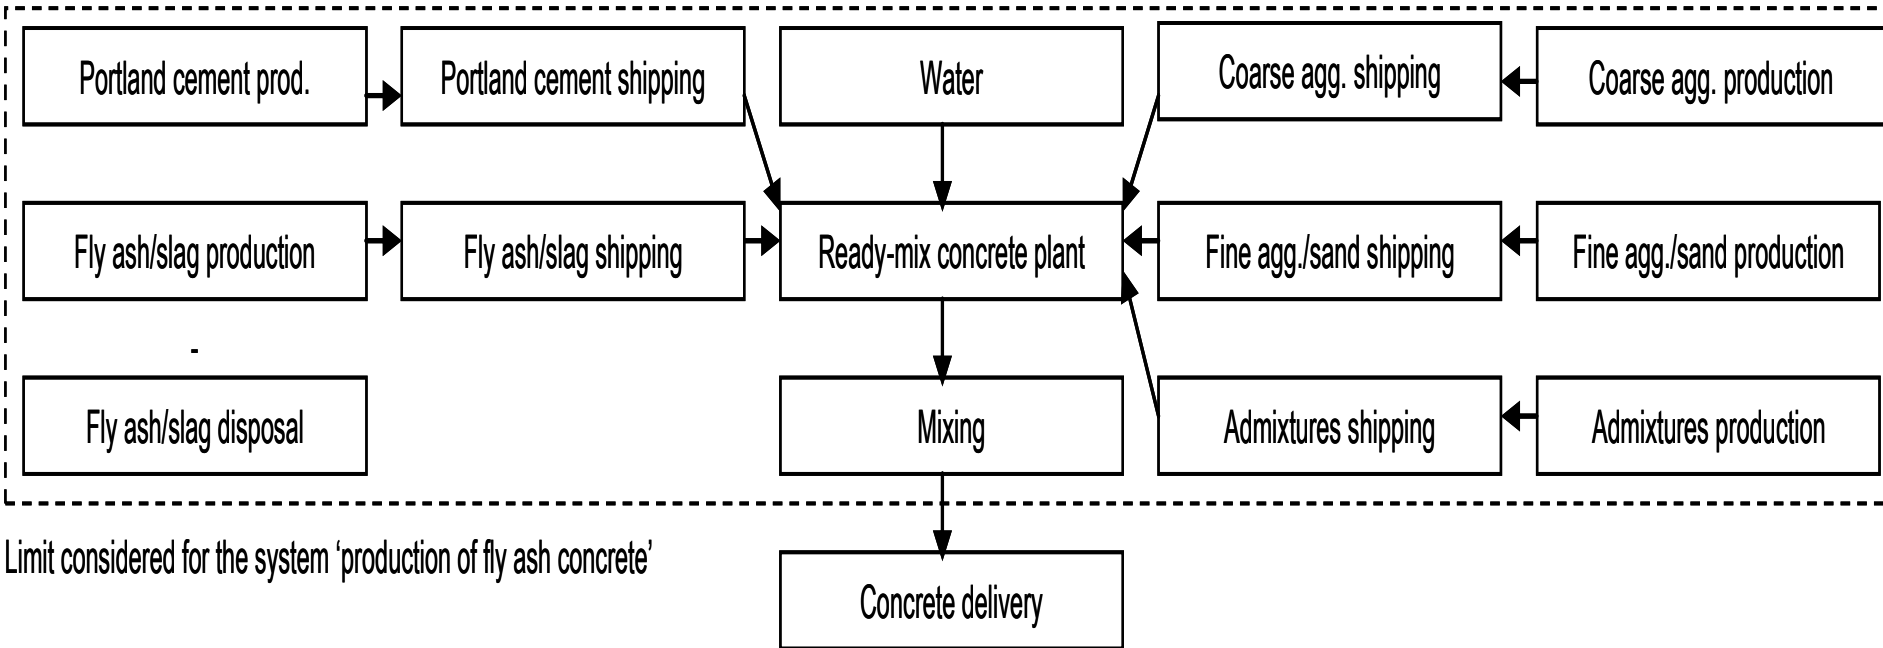 Portland cement prod.
Portland cement shipping
Water
Coarse agg. shipping
Coarse agg. production
Fly ash/slag production
Fly ash/slag shipping
Ready-mix concrete plant
Fine agg./sand shipping
Fine agg./sand production
-
Fly ash/slag disposal
Mixing
Admixtures shipping
Admixtures production
Limit considered for the system ‘production of fly ash concrete’
Concrete delivery